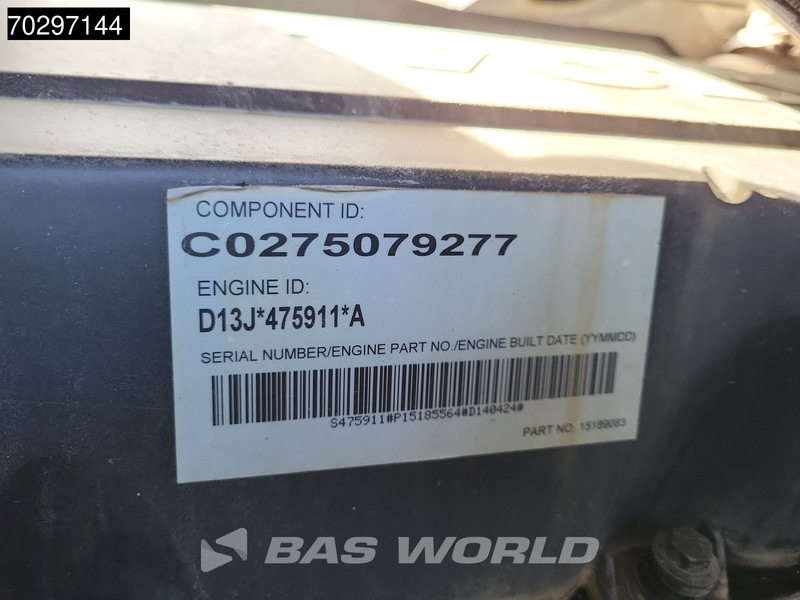 70297144
COMPONENT ID:
C0275079277
ENGINE ID:
D13J*475911*A
SERIAL NUMBER/ENGINE PART NO./ENGINE BUILT DATE (YYMMDD)
S475911#P15185564#D140424#
PART NO: 15189083
BAS WORLD